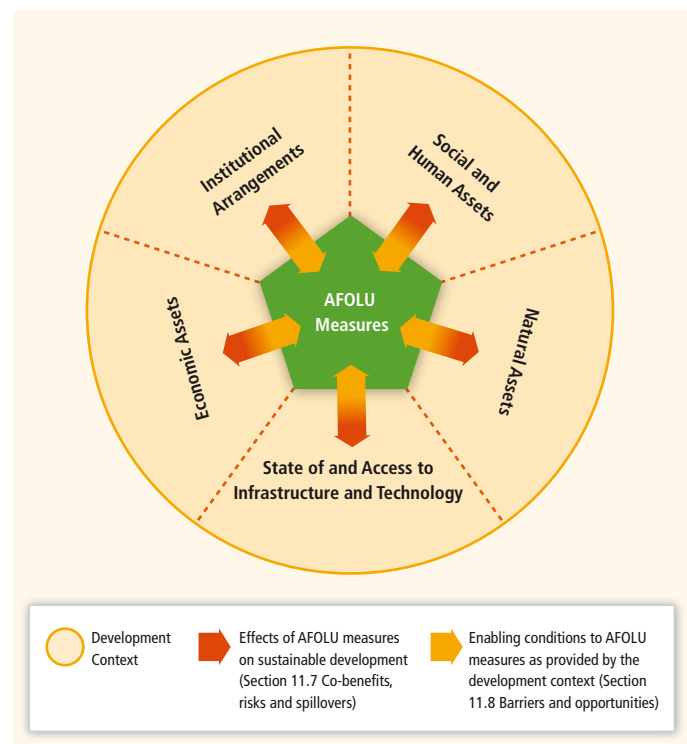 Institutional
Arrangements
Social and
Human Assets
AFOLU
Measures
Economic Assets
Natural Assets
State of and Access to
Infrastructure and Technology
Development
Context
Effects of AFOLU measures
on sustainable development
(Section 11.7 Co-benefits,
risks and spillovers)
Enabling conditions to AFOLU
measures as provided by the
development context (Section
11.8 Barriers and opportunities)